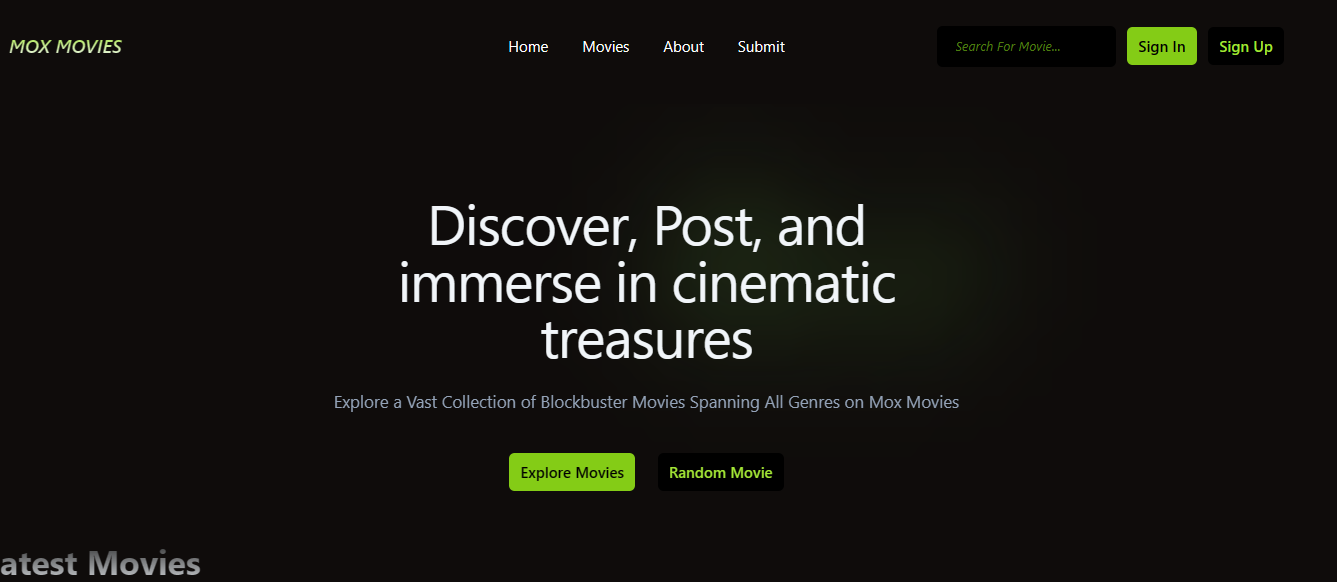 MOX MOVIES
Home Movies About Submit
Search For Movie...
Sign In
Sign Up
Discover, Post, and
immerse in cinematic
treasures
Explore a Vast Collection of Blockbuster Movies Spanning All Genres on Mox Movies
Explore Movies
Random Movie
atest Movies